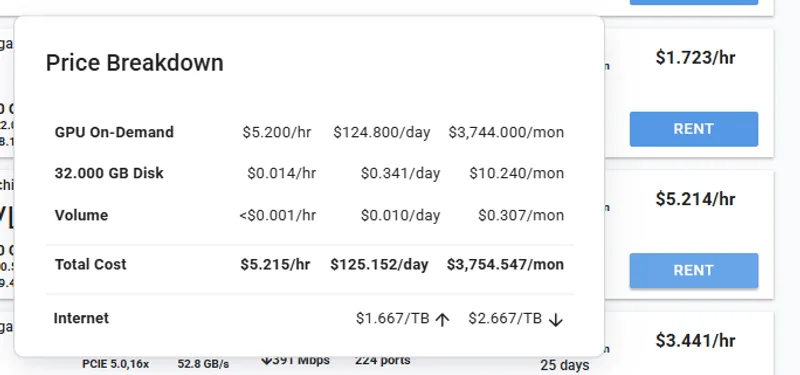 $1.723/hr
RENT
Price Breakdown
GPU On-Demand $5.200/hr $124.800/day $3,744.000/mon
32.000 GB Disk $0.014/hr $0.341/day $10.240/mon
Volume <$0.001/hr $0.010/day $0.307/mon
Total Cost $5.215/hr $125.152/day $3,754.547/mon
Internet $1.667/TB ↑ $2.667/TB ↓
$5.214/hr
RENT
$3.441/hr
PCIE 5.0,16x 52.8 GB/s ↓391 Mbps 224 ports 25 days